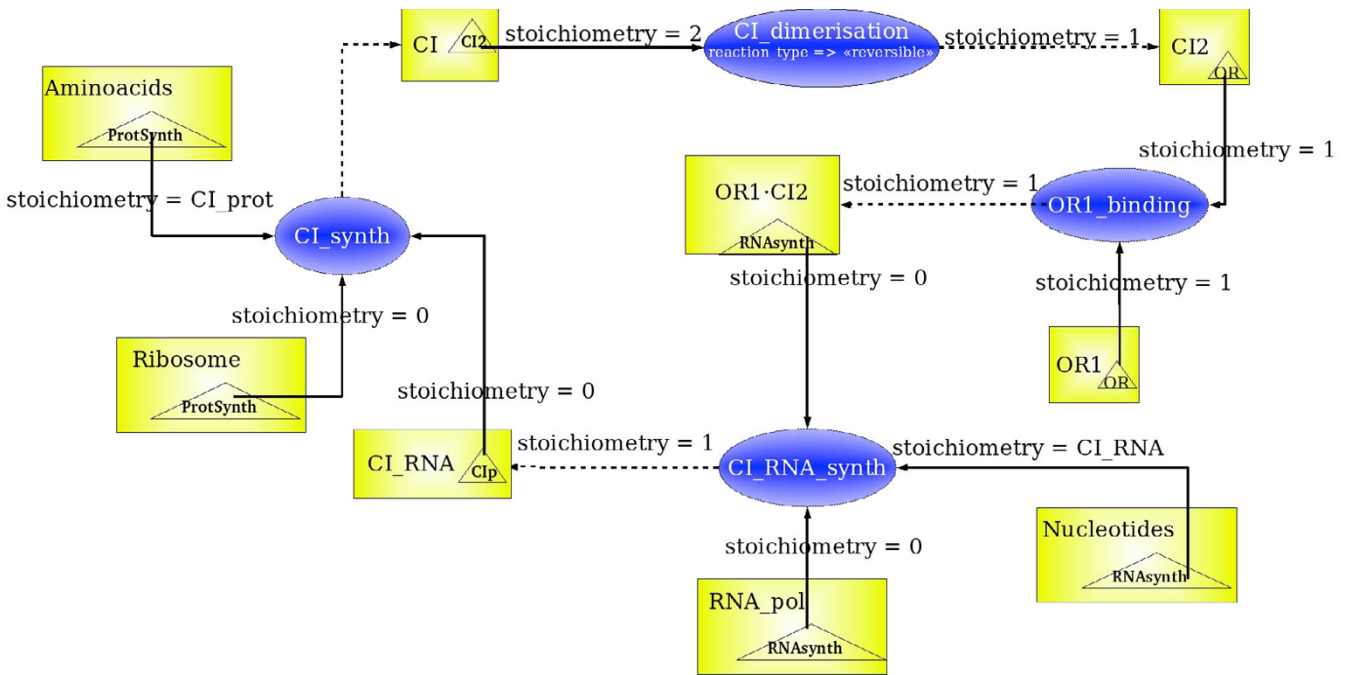 CI
CI2
stoichiometry = 2
CI_dimerisation
reaction_type => «reversible»
stoichiometry = 1
CI2
OR
Aminoacids
ProtSynth
stoichiometry = 1
stoichiometry = CI_prot
CI_synth
OR1·CI2
RNAsynth
stoichiometry = 1
OR1_binding
stoichiometry = 0
stoichiometry = 1
stoichiometry = 0
Ribosome
ProtSynth
OR1
OR
stoichiometry = 0
CI_RNA
CIp
stoichiometry = 1
CI_RNA_synth
stoichiometry = CI_RNA
stoichiometry = 0
Nucleotides
RNAsynth
RNA_pol
RNAsynth